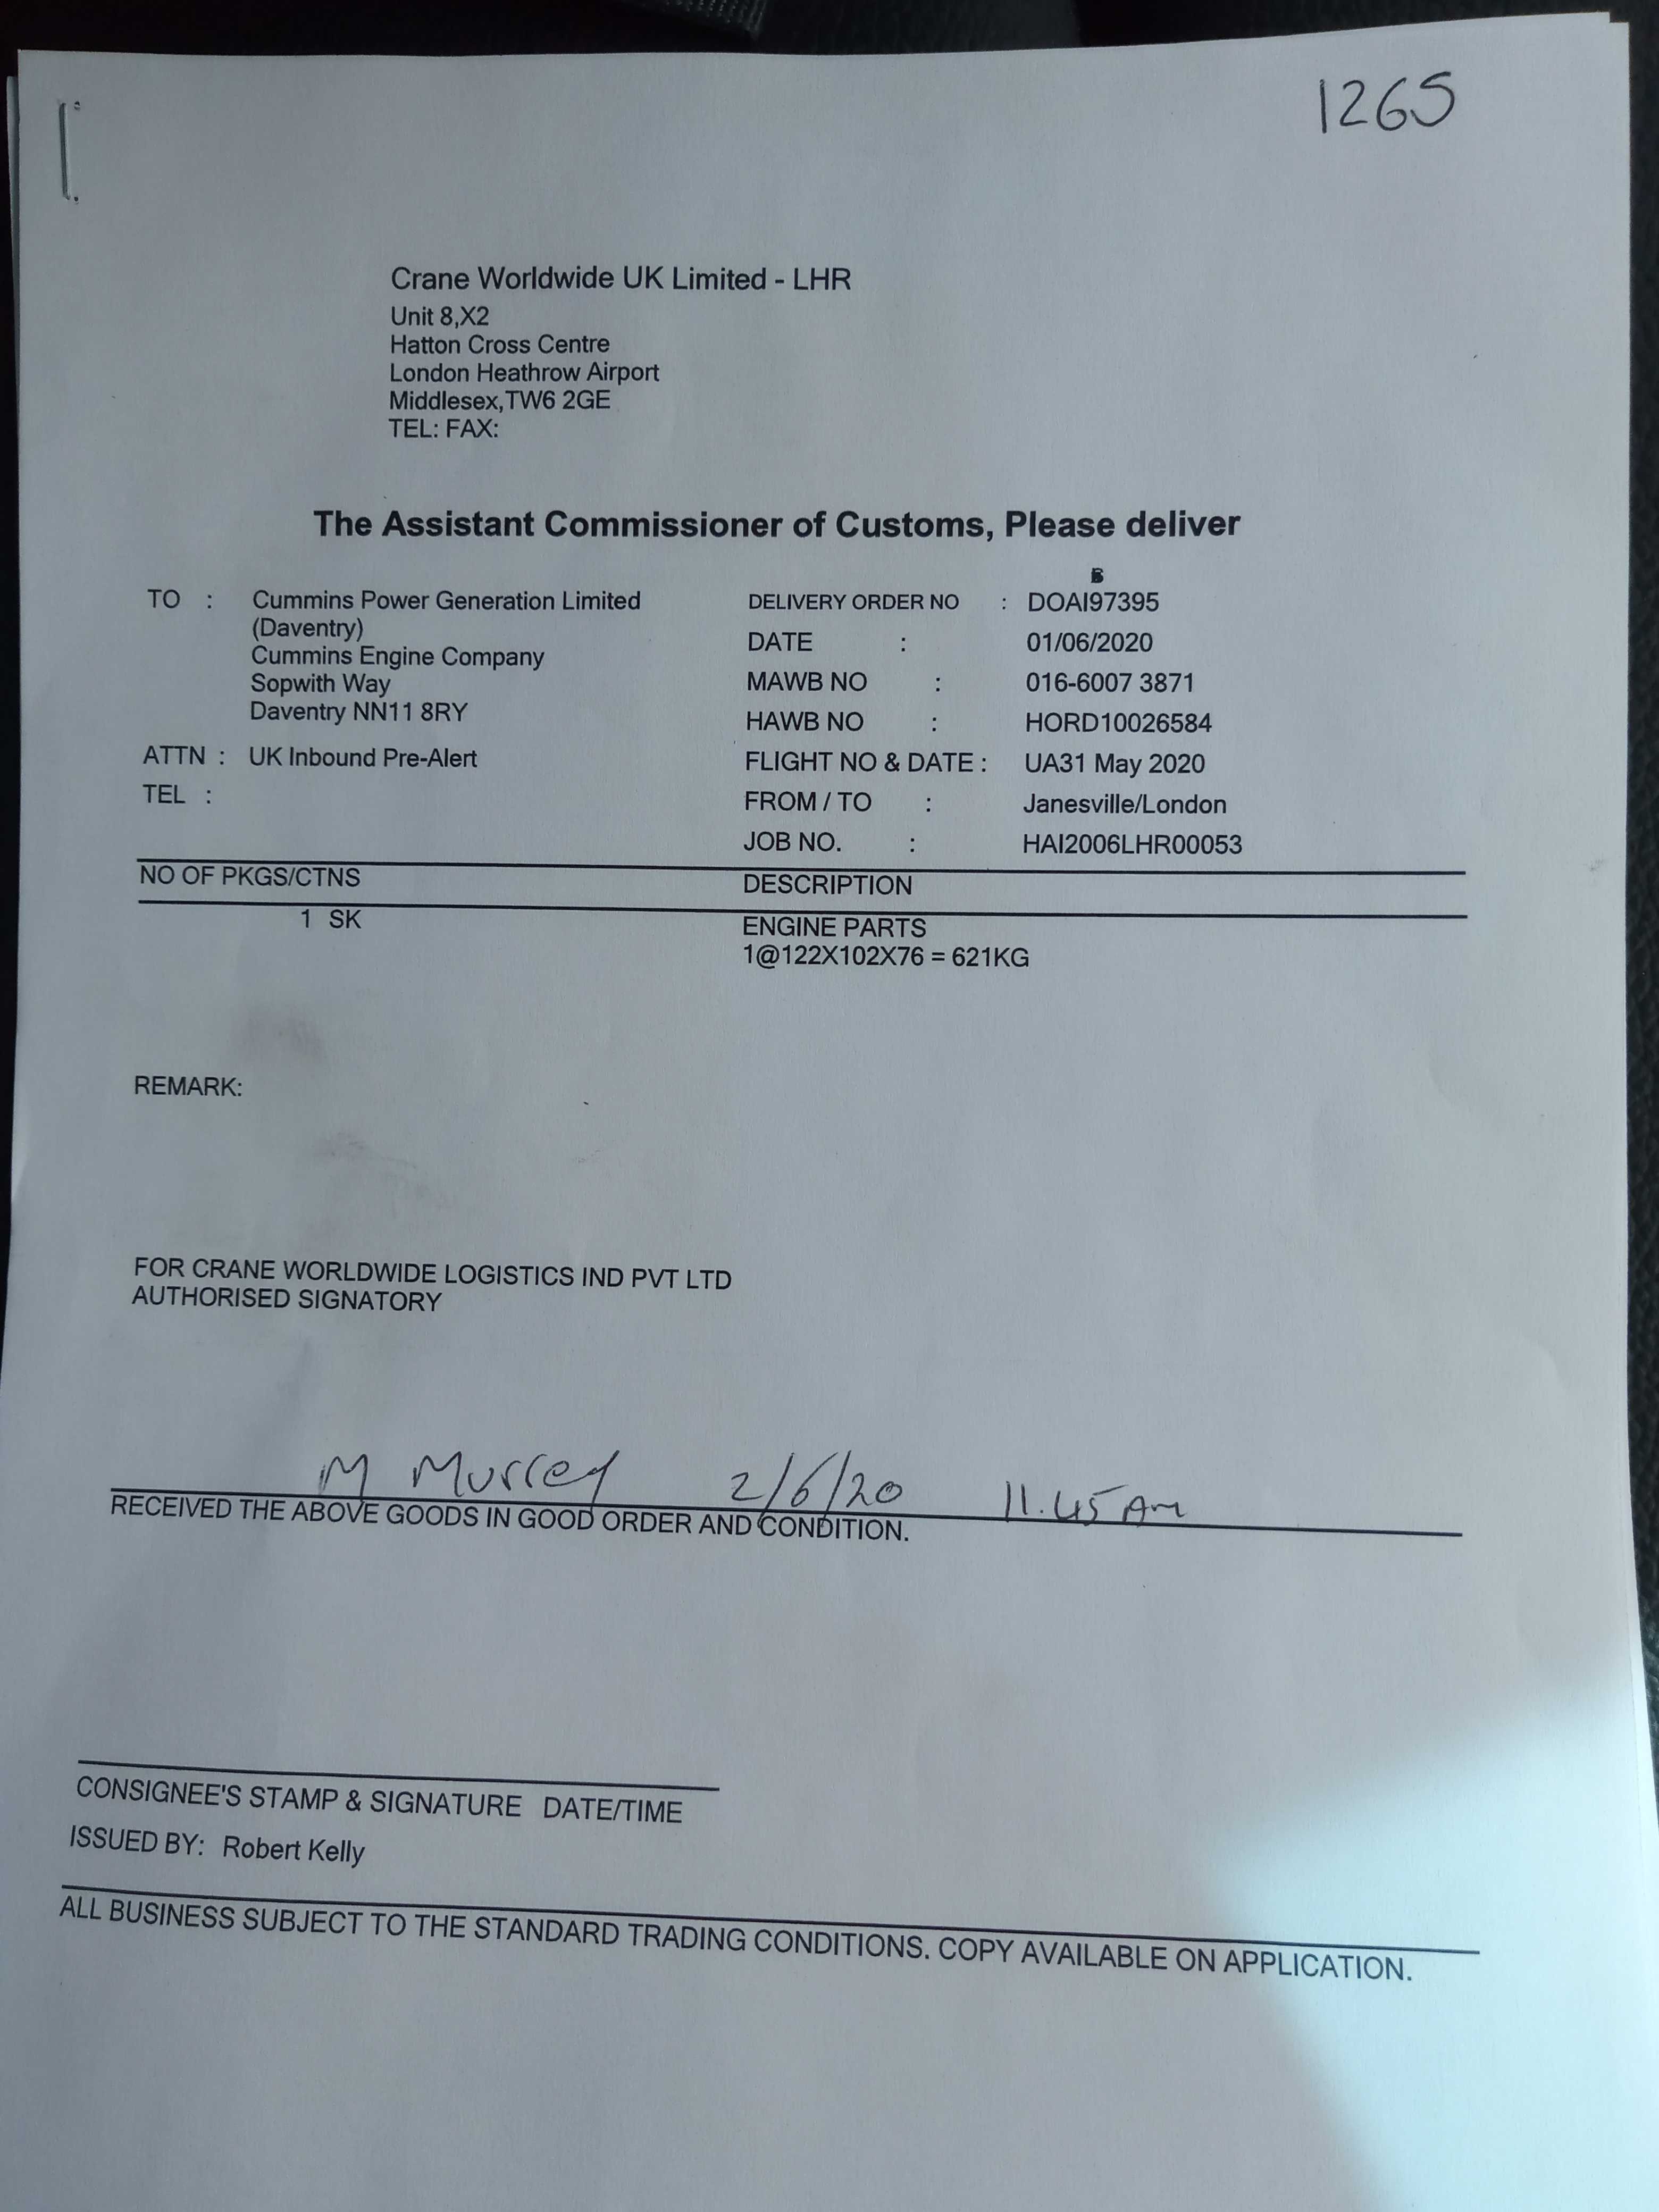 1265
Crane Worldwide UK Limited - LHR
Unit 8,X2
Hatton Cross Centre
London Heathrow Airport
Middlesex,TW6 2GE
TEL: FAX:
The Assistant Commissioner of Customs, Please deliver
TO : Cummins Power Generation Limited
(Daventry)
Cummins Engine Company
Sopwith Way
Daventry NN11 8RY
ATTN : UK Inbound Pre-Alert
TEL :
DELIVERY ORDER NO : DOAI97395
DATE : 01/06/2020
MAWB NO : 016-6007 3871
HAWB NO : HORD10026584
FLIGHT NO & DATE : UA31 May 2020
FROM / TO : Janesville/London
JOB NO. : HAI2006LHR00053
NO OF PKGS/CTNS DESCRIPTION
1 SK ENGINE PARTS
1@122X102X76 = 621KG
REMARK:
FOR CRANE WORLDWIDE LOGISTICS IND PVT LTD
AUTHORISED SIGNATORY
M Murrey 2/6/20 11.45 Am
RECEIVED THE ABOVE GOODS IN GOOD ORDER AND CONDITION.
CONSIGNEE'S STAMP & SIGNATURE DATE/TIME
ISSUED BY: Robert Kelly
ALL BUSINESS SUBJECT TO THE STANDARD TRADING CONDITIONS. COPY AVAILABLE ON APPLICATION.